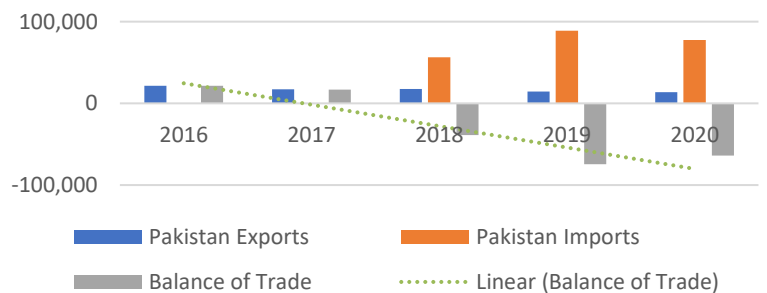 100,000
0
2016 2017 2018 2019 2020
-100,000
Pakistan Exports Pakistan Imports
Balance of Trade Linear (Balance of Trade)